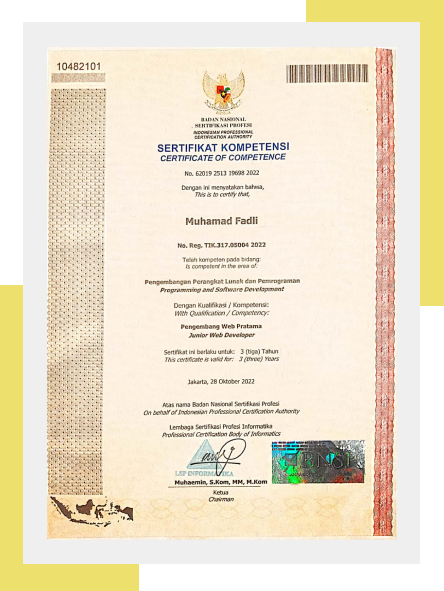 10482101
BADAN NASIONAL
SERTIFIKASI PROFESI
INDONESIAN PROFESSIONAL
CERTIFICATION AUTHORITY
SERTIFIKAT KOMPETENSI
CERTIFICATE OF COMPETENCE
No. 62019 2513 19698 2022
Dengan ini menyatakan bahwa,
This is to certify that,
Muhamad Fadli
No. Reg. TIK.317.05004 2022
Telah kompeten pada bidang:
Is competent in the area of:
Pengembangan Perangkat Lunak dan Pemrograman
Programming and Software Development
Dengan Kualifikasi / Kompetensi:
With Qualification / Competency:
Pengembang Web Pratama
Junior Web Developer
Sertifikat ini berlaku untuk: 3 (tiga) Tahun
This certificate is valid for: 3 (three) Years
Jakarta, 28 Oktober 2022
Atas nama Badan Nasional Sertifikasi Profesi
On behalf of Indonesian Professional Certification Authority
Lembaga Sertifikasi Profesi Informatika
Professional Certification Body of Informatics
LSP INFORMATIKA
BNSP
Muhaemin, S.Kom, MM, M.Kom
Ketua
Chairman